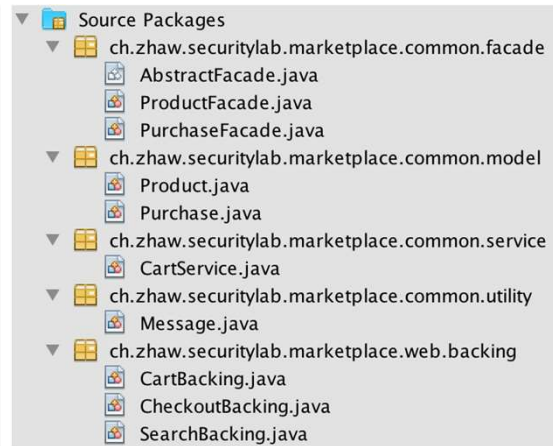 Source Packages
ch.zhaw.securitylab.marketplace.common.facade
AbstractFacade.java
ProductFacade.java
PurchaseFacade.java
ch.zhaw.securitylab.marketplace.common.model
Product.java
Purchase.java
ch.zhaw.securitylab.marketplace.common.service
CartService.java
ch.zhaw.securitylab.marketplace.common.utility
Message.java
ch.zhaw.securitylab.marketplace.web.backing
CartBacking.java
CheckoutBacking.java
SearchBacking.java